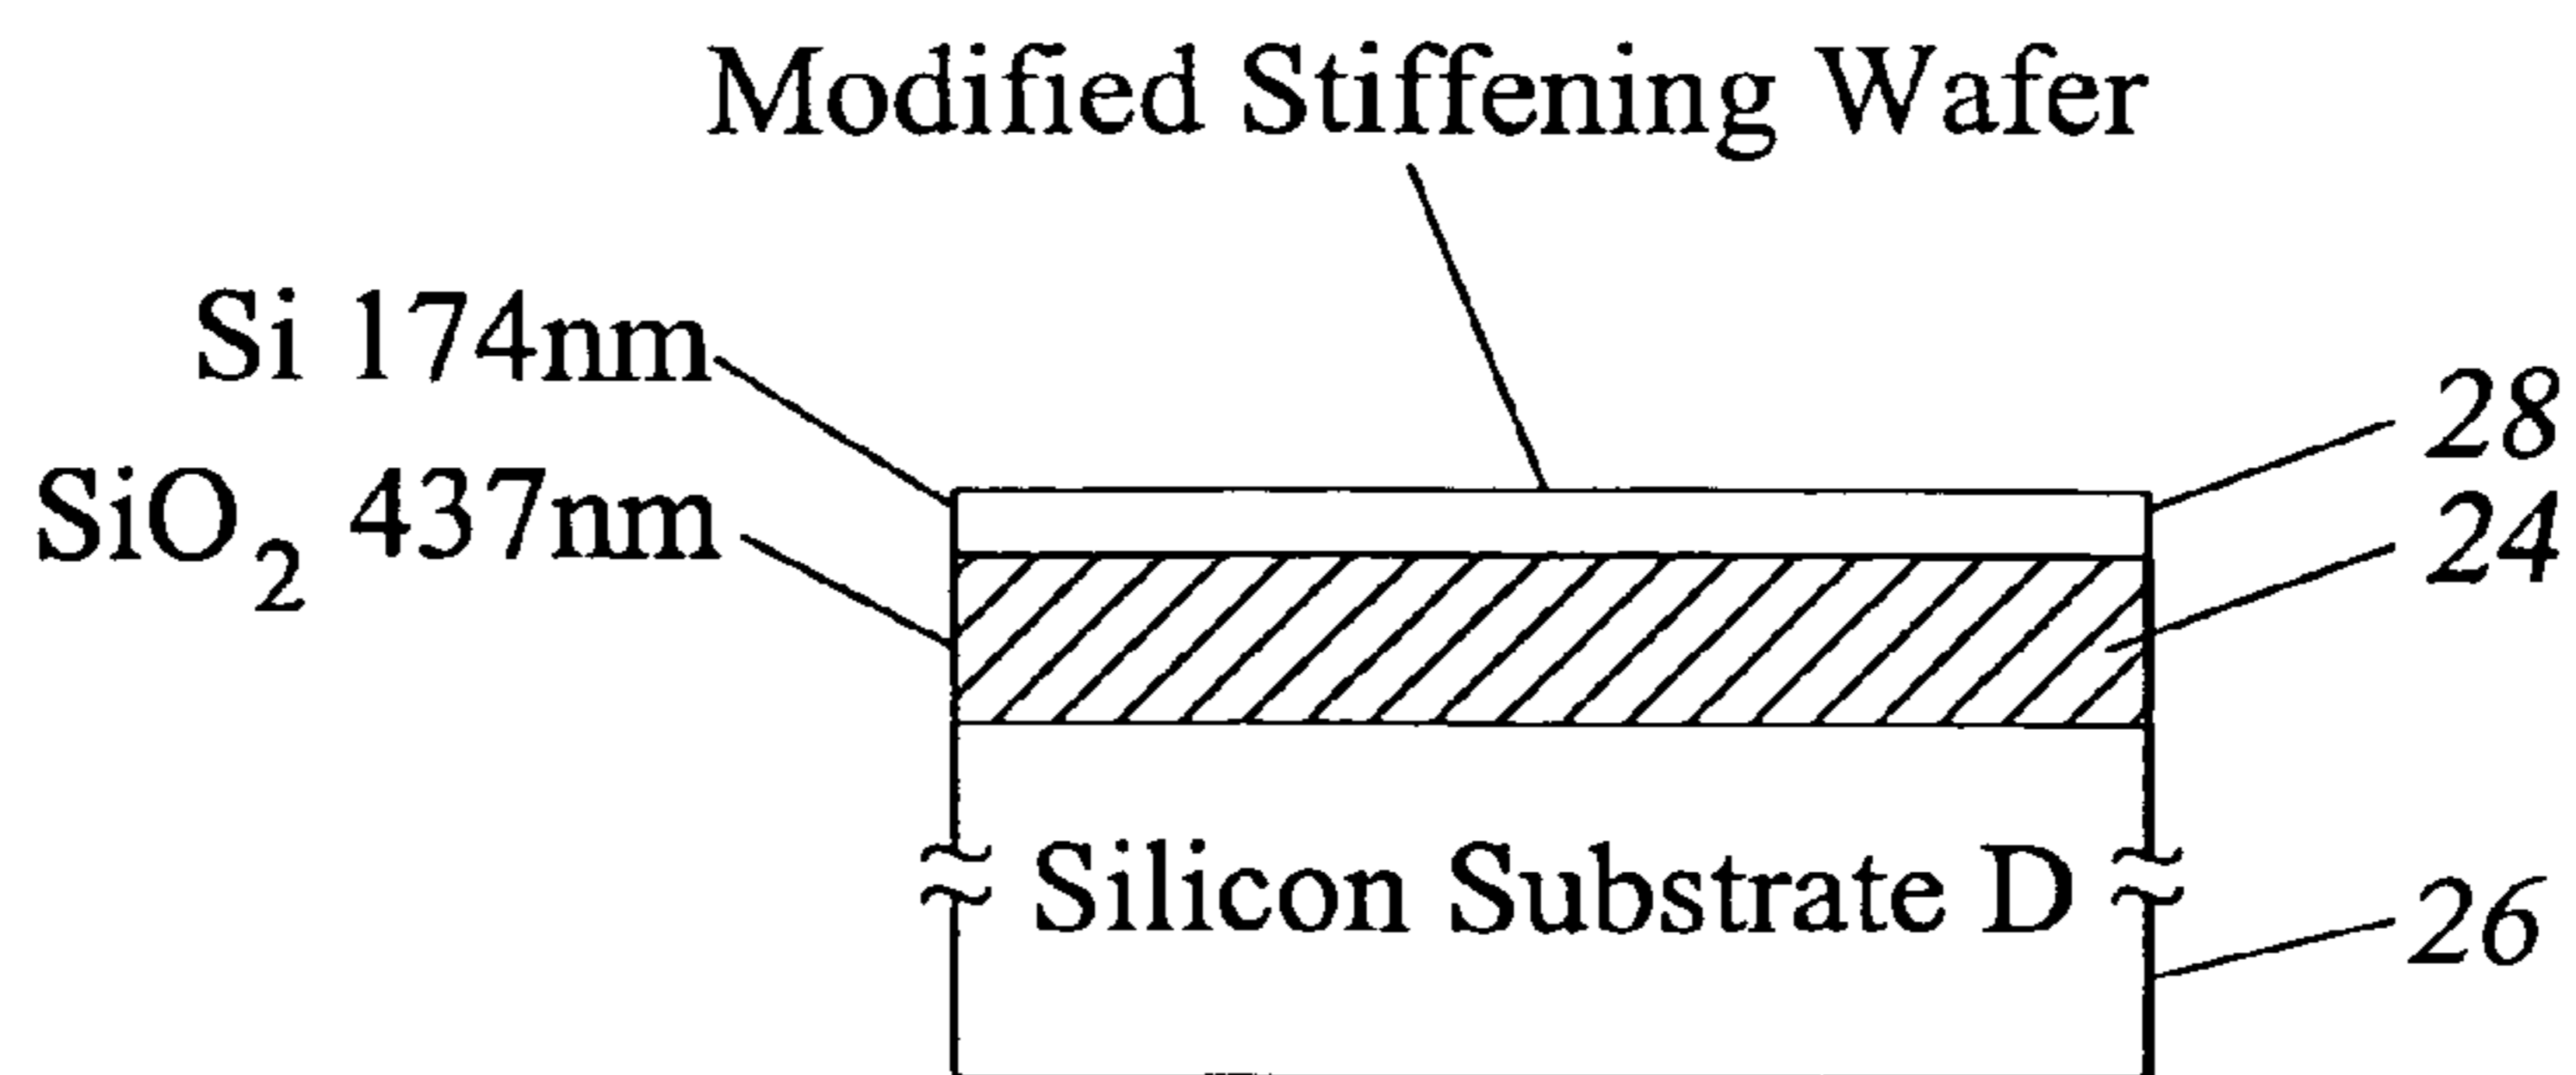 Modified Stiffening Wafer
Si 174nm
28
SiO₂ 437nm
24
Silicon Substrate D
26